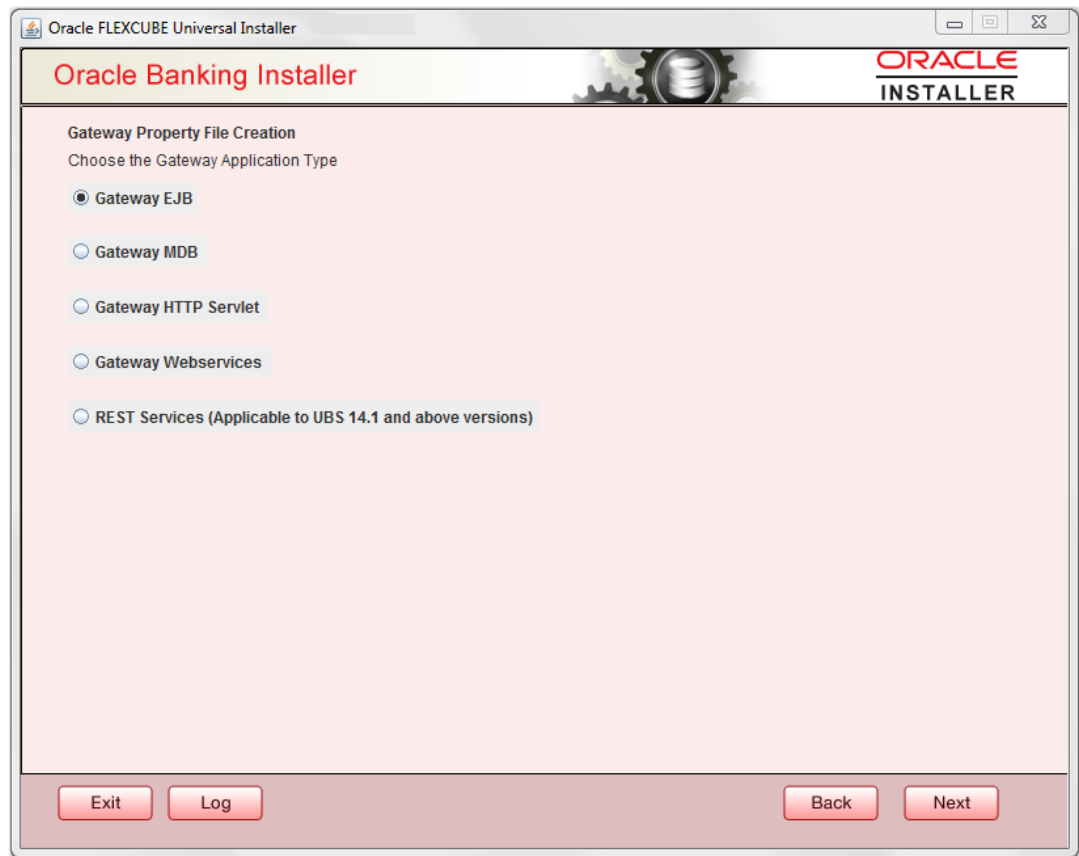 Oracle FLEXCUBE Universal Installer
Oracle Banking Installer
ORACLE
INSTALLER
Gateway Property File Creation
Choose the Gateway Application Type
Gateway EJB
Gateway MDB
Gateway HTTP Servlet
Gateway Webservices
REST Services (Applicable to UBS 14.1 and above versions)
Exit Log Back Next